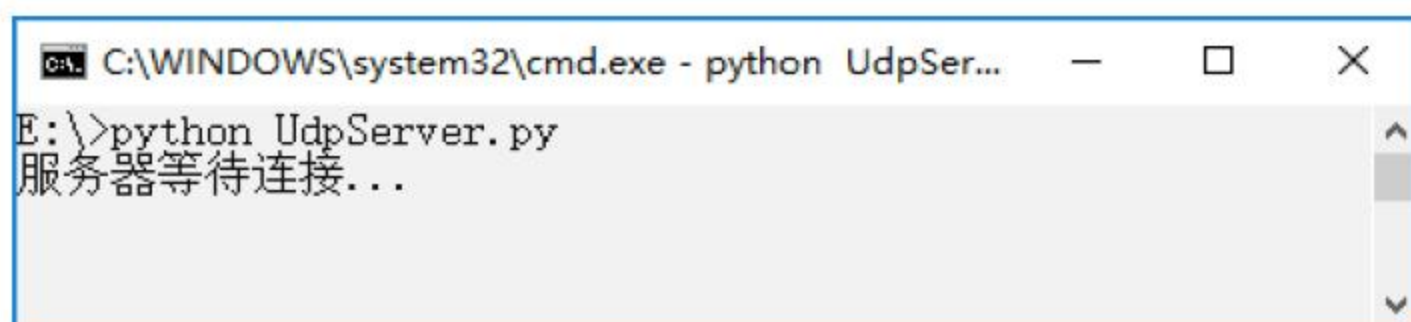 C:\WINDOWS\system32\cmd.exe - python  UdpSer...
E:\>python UdpServer.py
服务器等待连接...